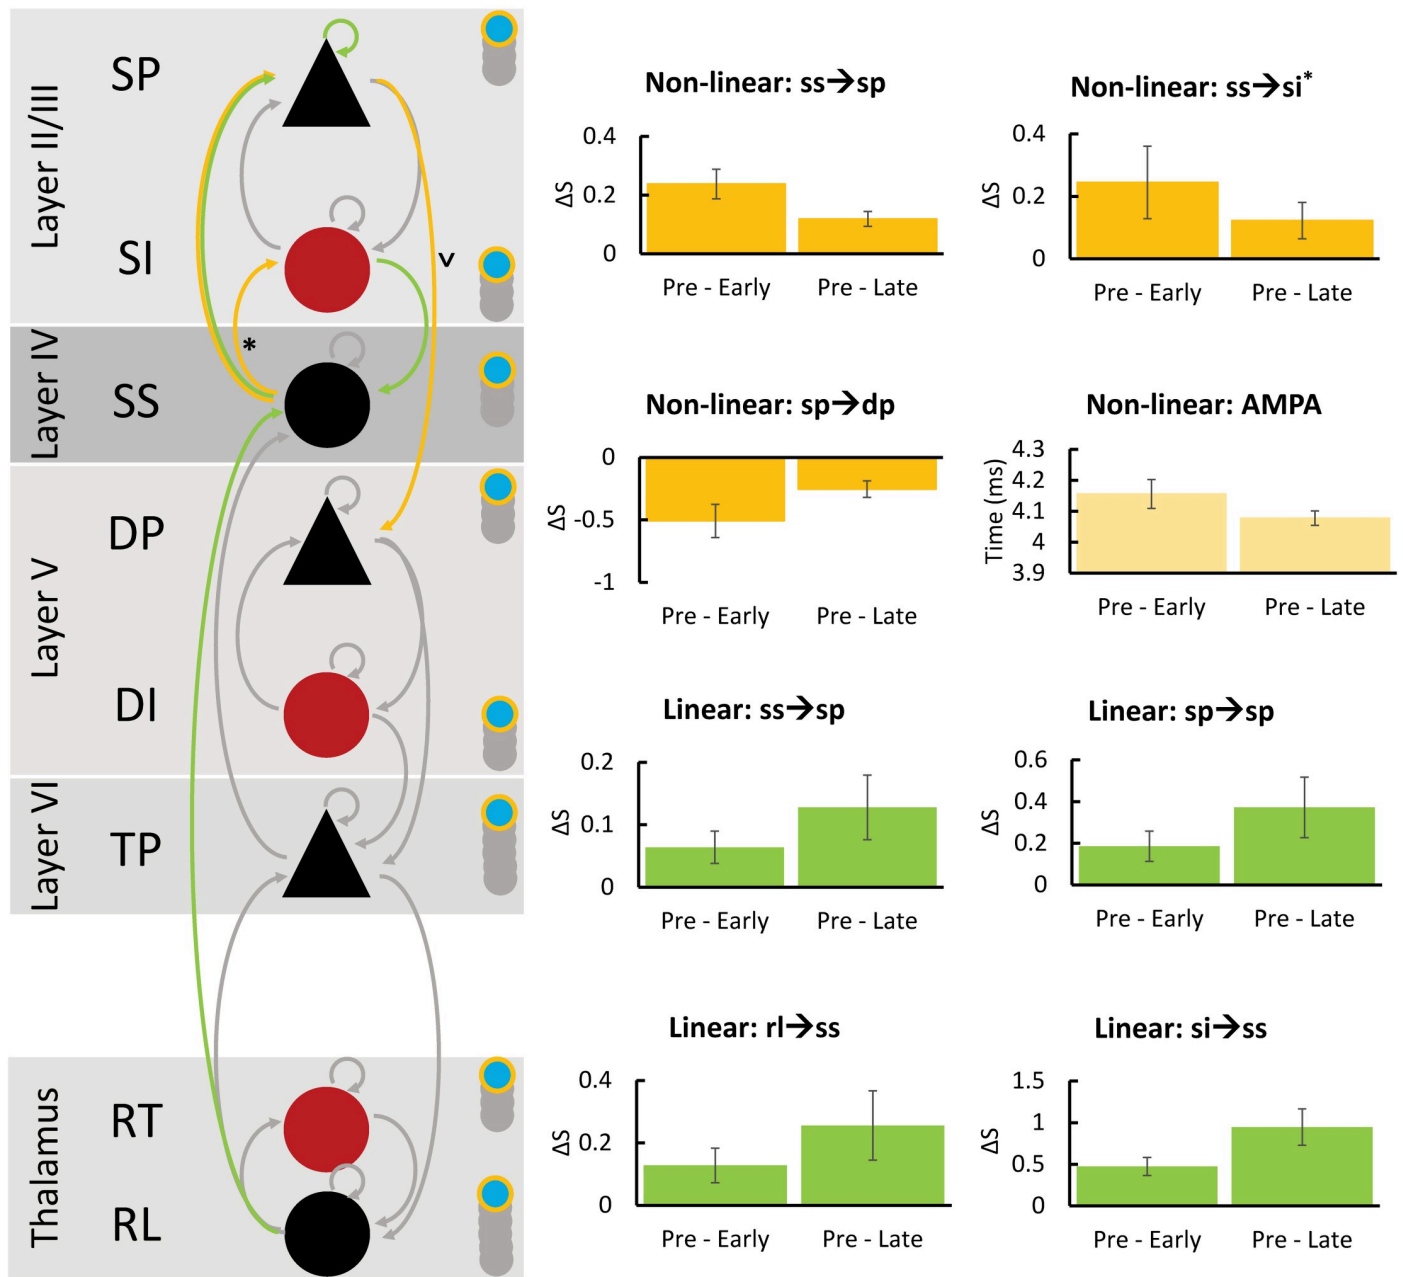 Layer II/III
SP
SI
Layer IV
SS
*
v
Layer V
DP
DI
Layer VI
TP
Thalamus
RT
RL
Non-linear: ss→sp
ΔS
0.4
0.2
0
Pre - Early
Pre - Late
Non-linear: ss→si*
ΔS
0.4
0.2
0
Pre - Early
Pre - Late
Non-linear: sp→dp
ΔS
0
-0.5
-1
Pre - Early
Pre - Late
Non-linear: AMPA
Time (ms)
4.3
4.2
4.1
4
3.9
Pre - Early
Pre - Late
Linear: ss→sp
ΔS
0.2
0.1
0
Pre - Early
Pre - Late
Linear: sp→sp
ΔS
0.6
0.4
0.2
0
Pre - Early
Pre - Late
Linear: rl→ss
ΔS
0.4
0.2
0
Pre - Early
Pre - Late
Linear: si→ss
ΔS
1.5
1
0.5
0
Pre - Early
Pre - Late